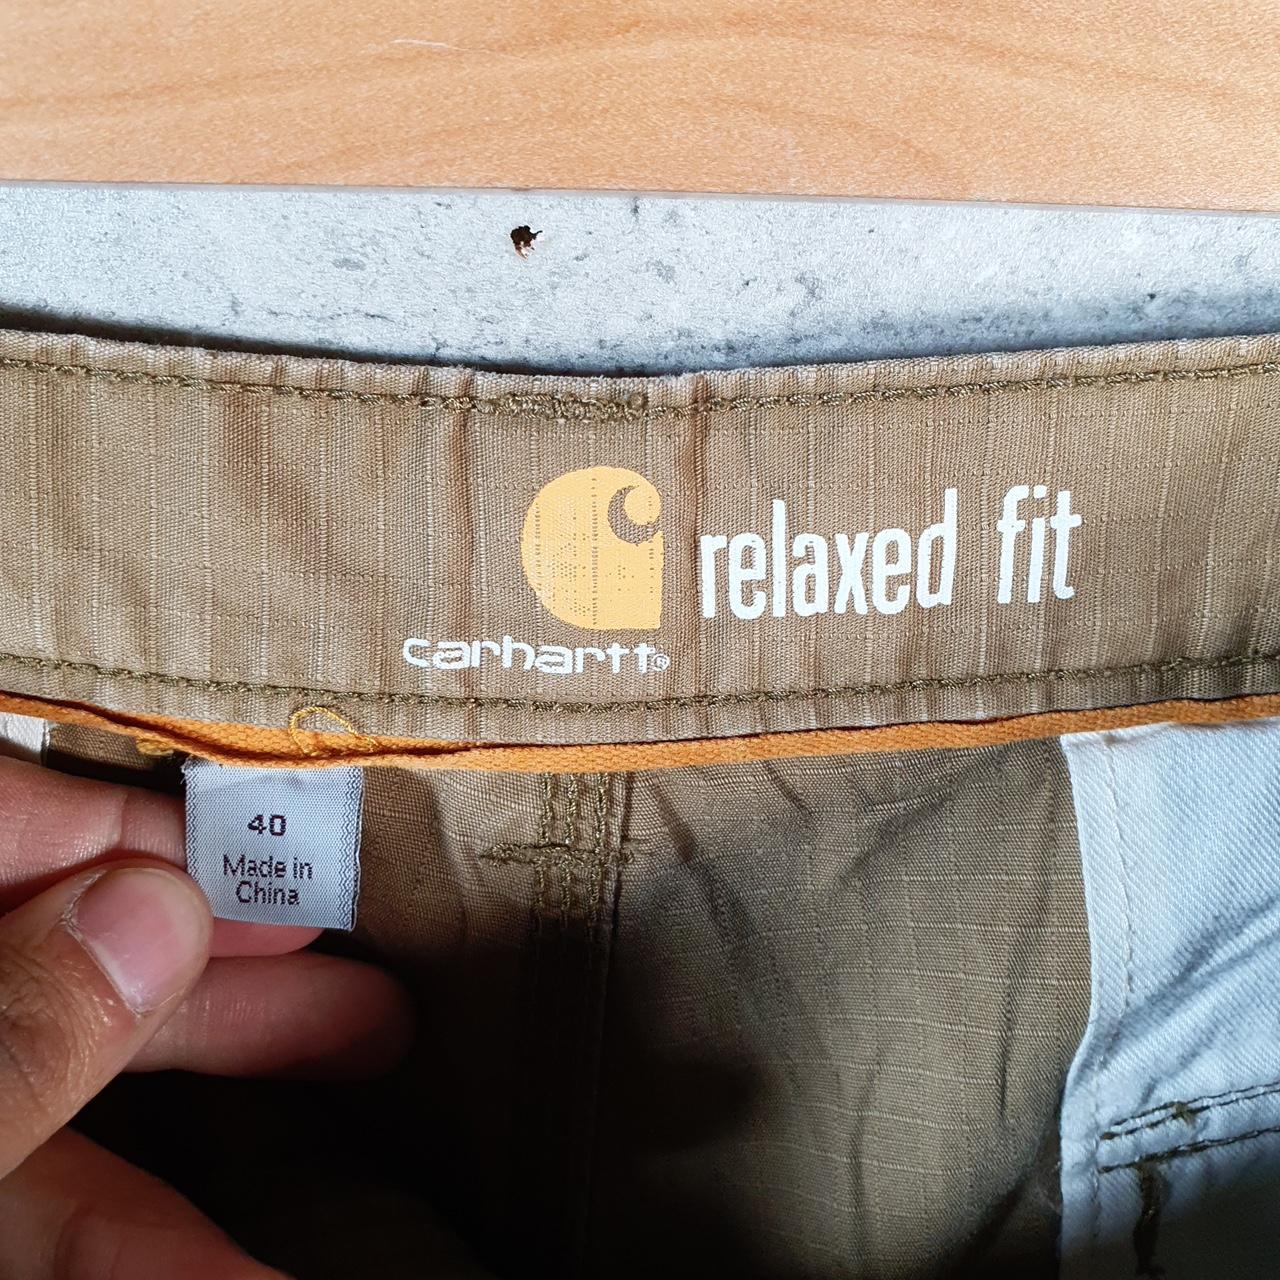 relaxed fit
carhartt®
40
Made in
China